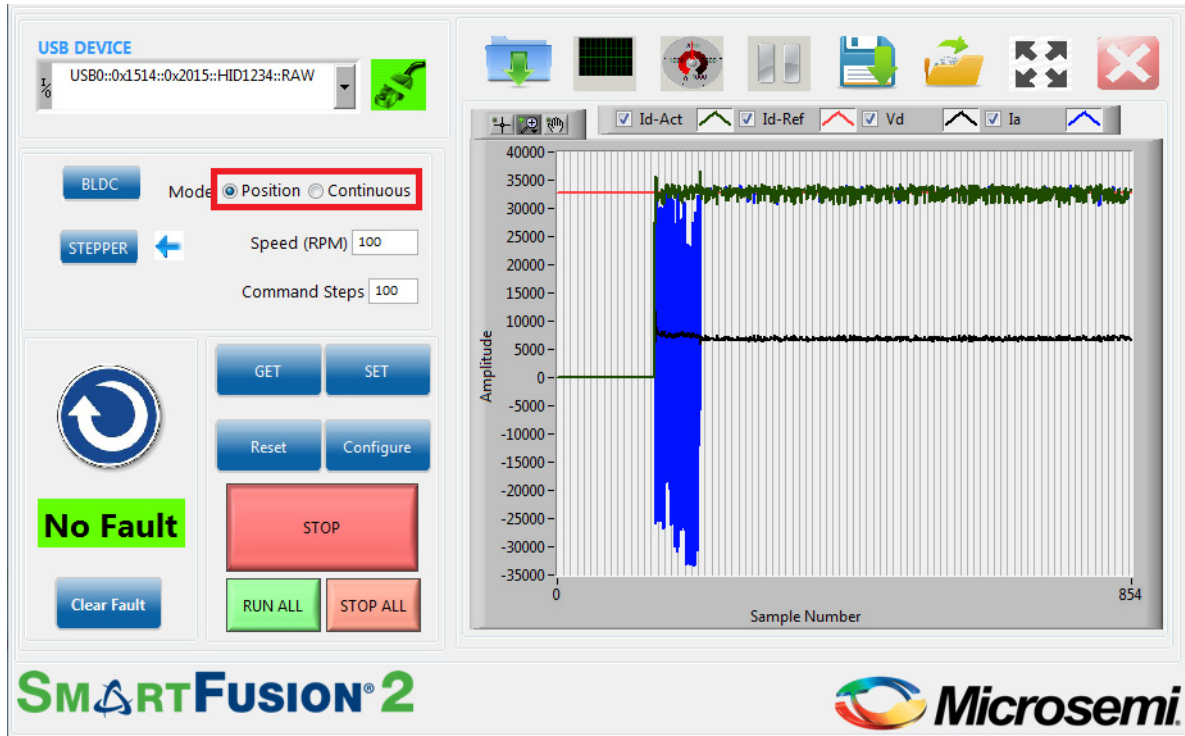 USB DEVICE
I/O
USB0::0x1514::0x2015::HID1234::RAW
BLDC
Mode Position Continuous
STEPPER
Speed (RPM) 100
Command Steps 100
GET SET
Reset Configure
No Fault
STOP
Clear Fault
RUN ALL STOP ALL
Id-Act Id-Ref Vd Ia
Amplitude
40000
35000
30000
25000
20000
15000
10000
5000
0
-5000
-10000
-15000
-20000
-25000
-30000
-35000
0 854
Sample Number
SMARTFUSION®2
Microsemi.